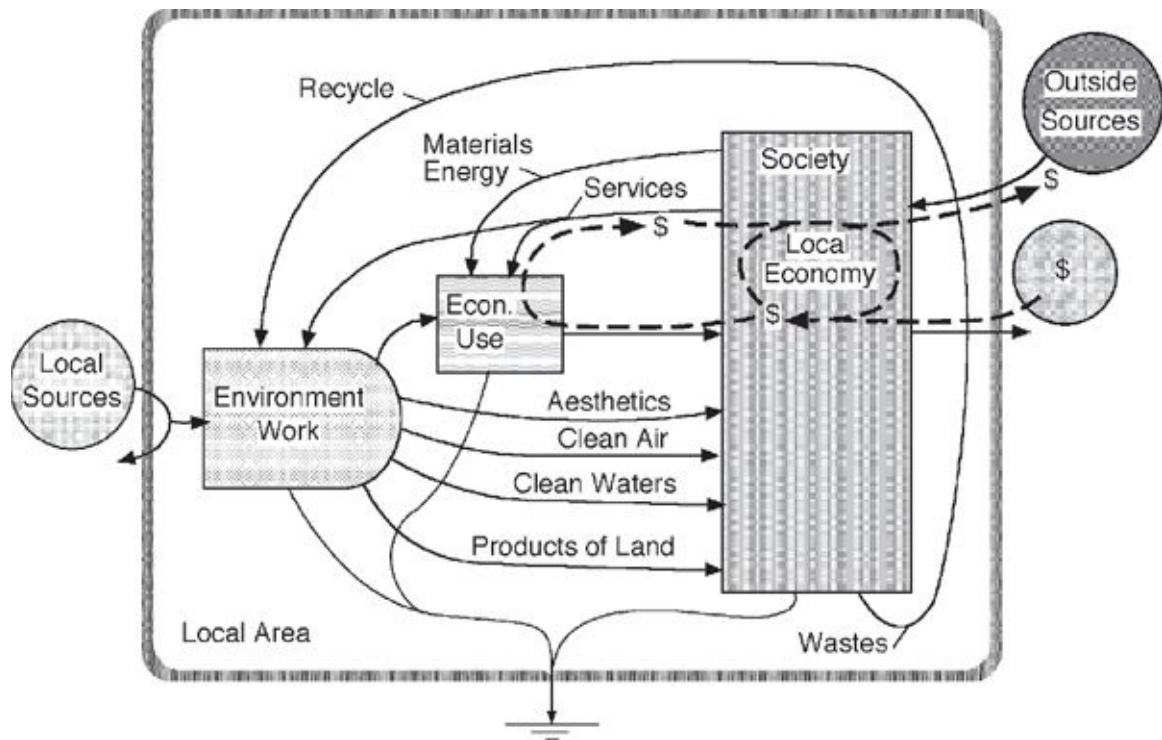 Recycle
Outside
Sources
Materials
Energy
Society
Services
$
$
Local
Economy
$
$
Econ.
Use
Local
Sources
Environment
Work
Aesthetics
Clean Air
Clean Waters
Products of Land
Local Area
Wastes